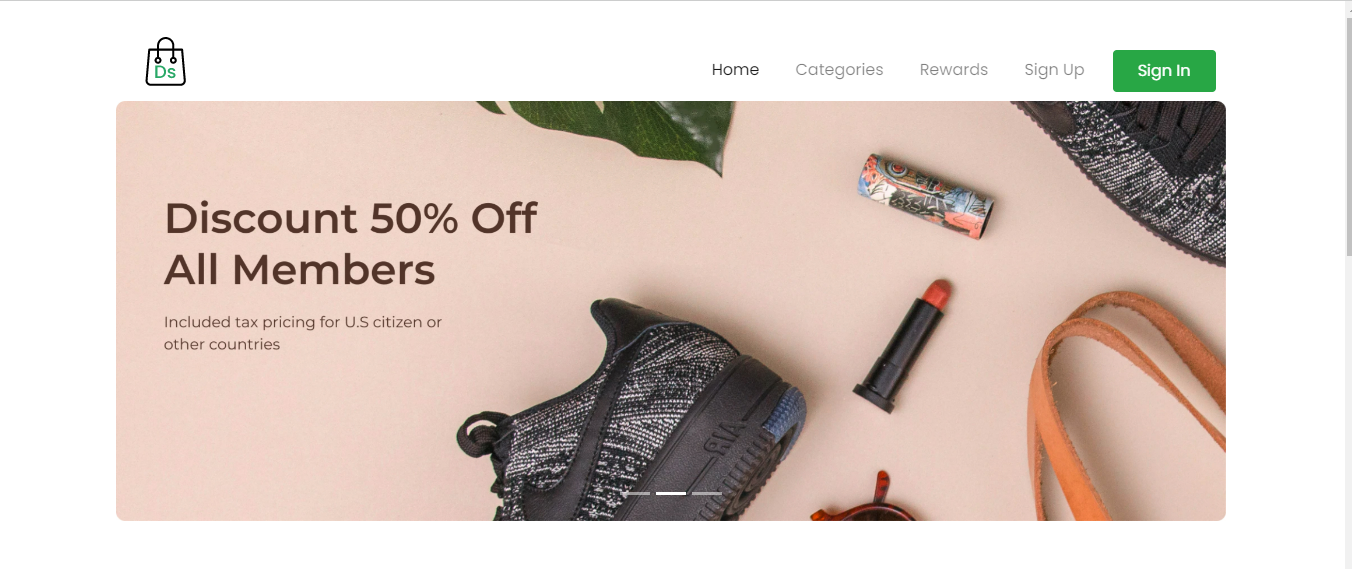 Ds
Home Categories Rewards Sign Up Sign In
Discount 50% Off
All Members
Included tax pricing for U.S citizen or
other countries
AIR